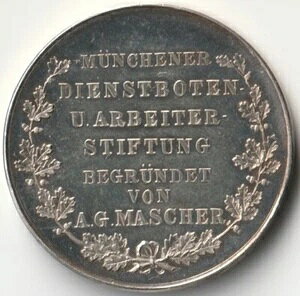 MÜNCHENER
DIENSTBOTEN-
U. ARBEITER-
STIFTUNG
BEGRÜNDET
VON
A. G. MASCHER.